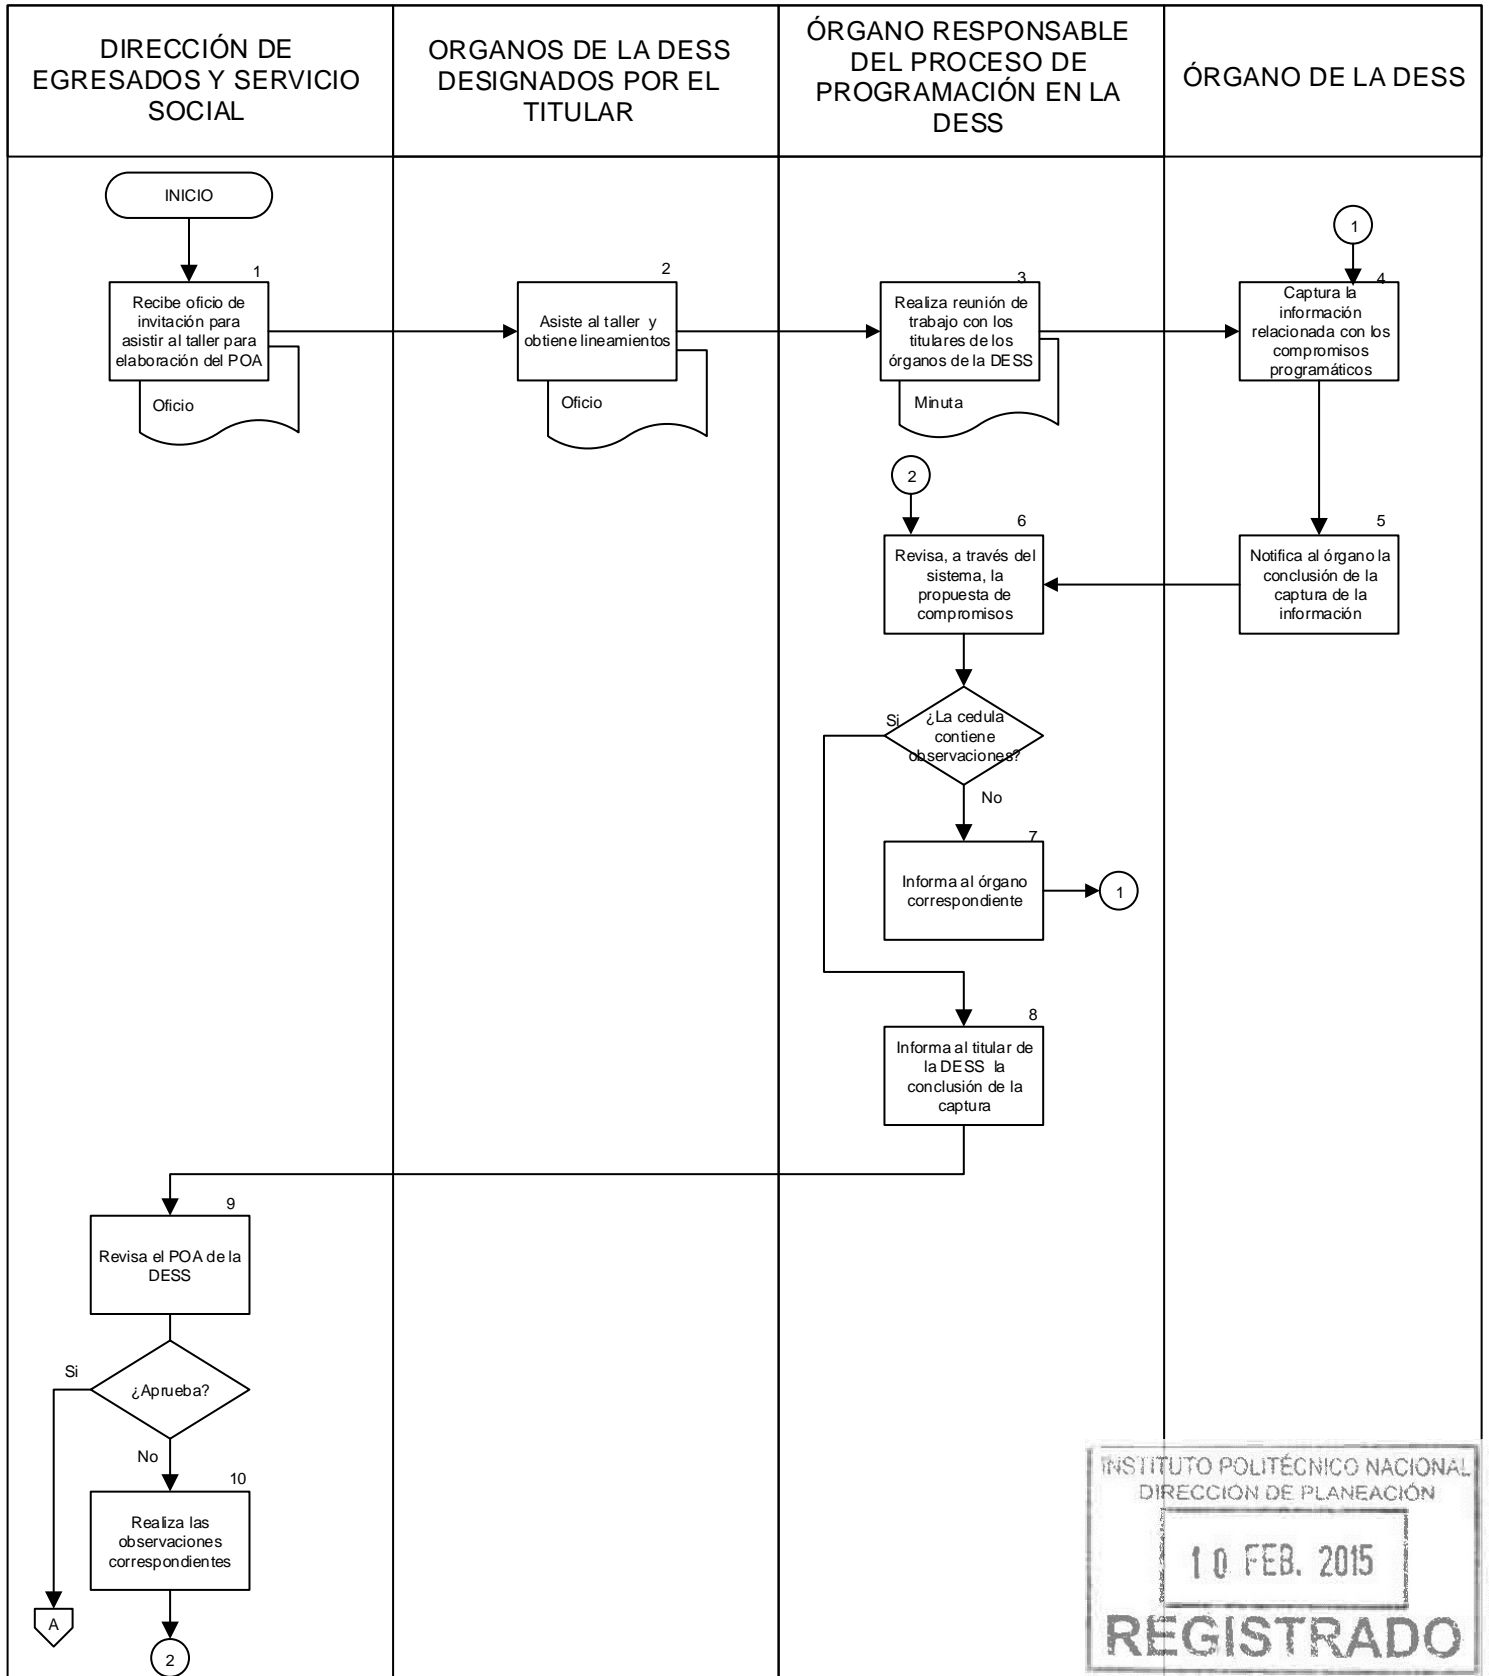 DIRECCIÓN DE
EGRESADOS Y SERVICIO
SOCIAL
ORGANOS DE LA DESS
DESIGNADOS POR EL
TITULAR
ÓRGANO RESPONSABLE
DEL PROCESO DE
PROGRAMACIÓN EN LA
DESS
ÓRGANO DE LA DESS
INICIO
1
Recibe oficio de
invitación para
asistir al taller para
elaboración del POA
Oficio
2
Asiste al taller y
obtiene lineamientos
Oficio
3
Realiza reunión de
trabajo con los
titulares de los
órganos de la DESS
Minuta
1
4
Captura la
información
relacionada con los
compromisos
programáticos
5
Notifica al órgano la
conclusión de la
captura de la
información
2
6
Revisa, a través del
sistema, la
propuesta de
compromisos
Si
¿La cedula
contiene
observaciones?
No
7
Informa al órgano
correspondiente
1
8
Informa al titular de
la DESS la
conclusión de la
captura
9
Revisa el POA de la
DESS
Si
¿Aprueba?
No
10
Realiza las
observaciones
correspondientes
A
2
INSTITUTO POLITÉCNICO NACIONAL
DIRECCIÓN DE PLANEACIÓN
10 FEB. 2015
REGISTRADO